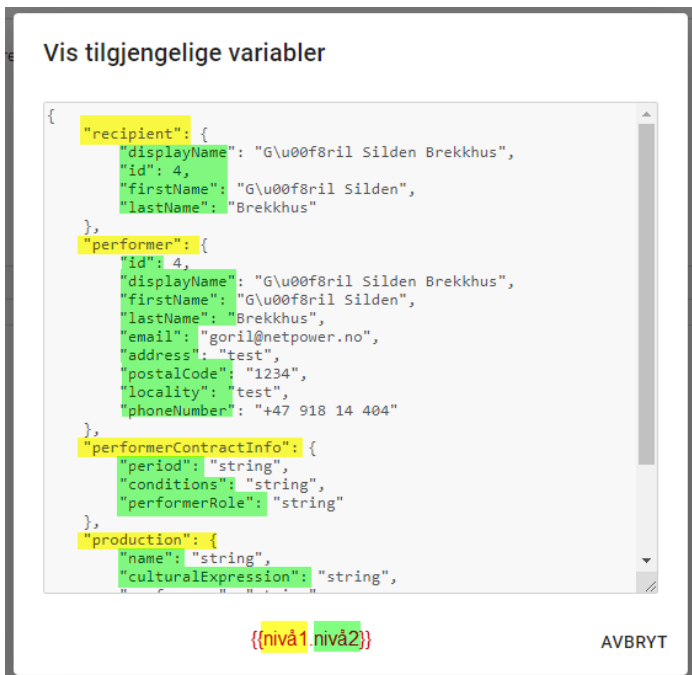 Vis tilgjengelige variabler
{
"recipient": {
"displayName": "G\u00f8ril Silden Brekkhus",
"id": 4,
"firstName": "G\u00f8ril Silden",
"lastName": "Brekkhus"
},
"performer": {
"id": 4,
"displayName": "G\u00f8ril Silden Brekkhus",
"firstName": "G\u00f8ril Silden",
"lastName": "Brekkhus",
"email": "goril@netpower.no",
"address": "test",
"postalCode": "1234",
"locality": "test",
"phoneNumber": "+47 918 14 404"
},
"performerContractInfo": {
"period": "string",
"conditions": "string",
"performerRole": "string"
},
"production": {
"name": "string",
"culturalExpression": "string",
{{nivå1.nivå2}}
AVBRYT